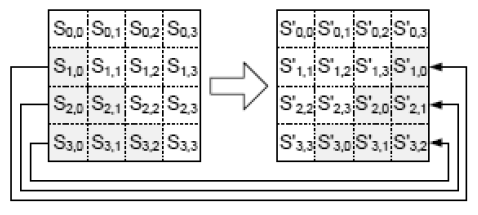 S0,0 S0,1 S0,2 S0,3 S'0,0 S'0,1 S'0,2 S'0,3
S1,0 S1,1 S1,2 S1,3 S'1,1 S'1,2 S'1,3 S'1,0
S2,0 S2,1 S2,2 S2,3 S'2,2 S'2,3 S'2,0 S'2,1
S3,0 S3,1 S3,2 S3,3 S'3,3 S'3,0 S'3,1 S'3,2